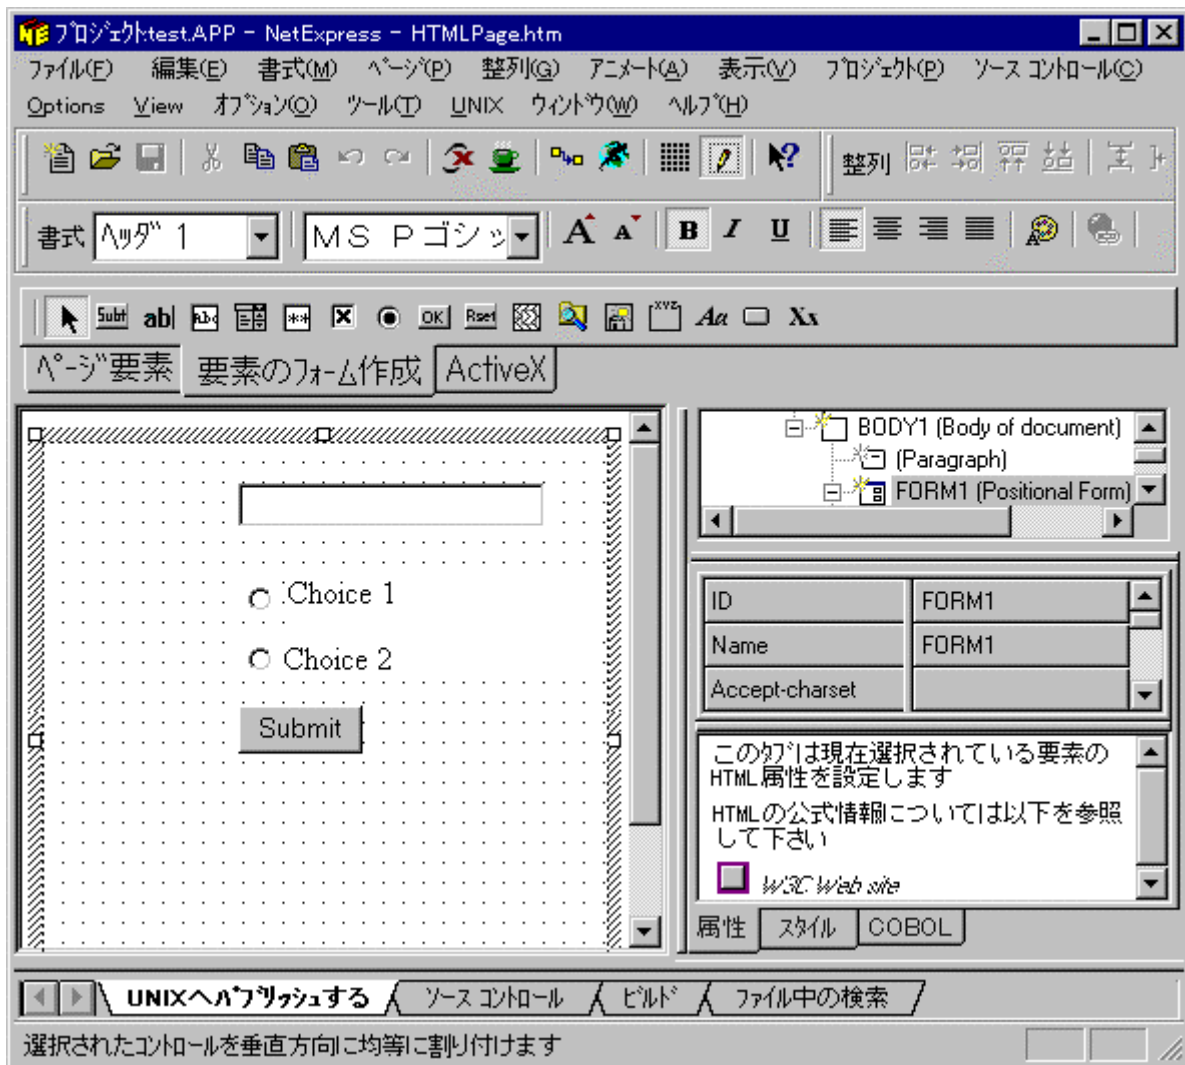 ﾌﾟﾛｼﾞｪｸﾄ:test.APP - NetExpress - HTMLPage.htm
ﾌｧｲﾙ(F) 編集(E) 書式(M) ﾍﾟｰｼﾞ(P) 整列(G) ｱﾆﾒｰﾄ(A) 表示(V) ﾌﾟﾛｼﾞｪｸﾄ(P) ｿｰｽ ｺﾝﾄﾛｰﾙ(C)
Options View ｵﾌﾟｼｮﾝ(O) ﾂｰﾙ(T) UNIX ｳｨﾝﾄﾞｳ(W) ﾍﾙﾌﾟ(H)
整列
書式 ﾍｯﾀﾞ 1 ＭＳ Ｐゴシッ A A B I U
Subt ab| OK Rset XYZ Aa Xx
ﾍﾟｰｼﾞ要素 要素のﾌｫｰﾑ作成 ActiveX
Choice 1
Choice 2
Submit
BODY1 (Body of document)
(Paragraph)
FORM1 (Positional Form)
ID FORM1
Name FORM1
Accept-charset
このﾀﾌﾞは現在選択されている要素の
HTML属性を設定します
HTMLの公式情報については以下を参照
して下さい
W3C Web site
属性 ｽﾀｲﾙ COBOL
UNIXへﾊﾟﾌﾞﾘｯｼｭする ｿｰｽ ｺﾝﾄﾛｰﾙ ﾋﾞﾙﾄﾞ ﾌｧｲﾙ中の検索
選択されたｺﾝﾄﾛｰﾙを垂直方向に均等に割り付けます